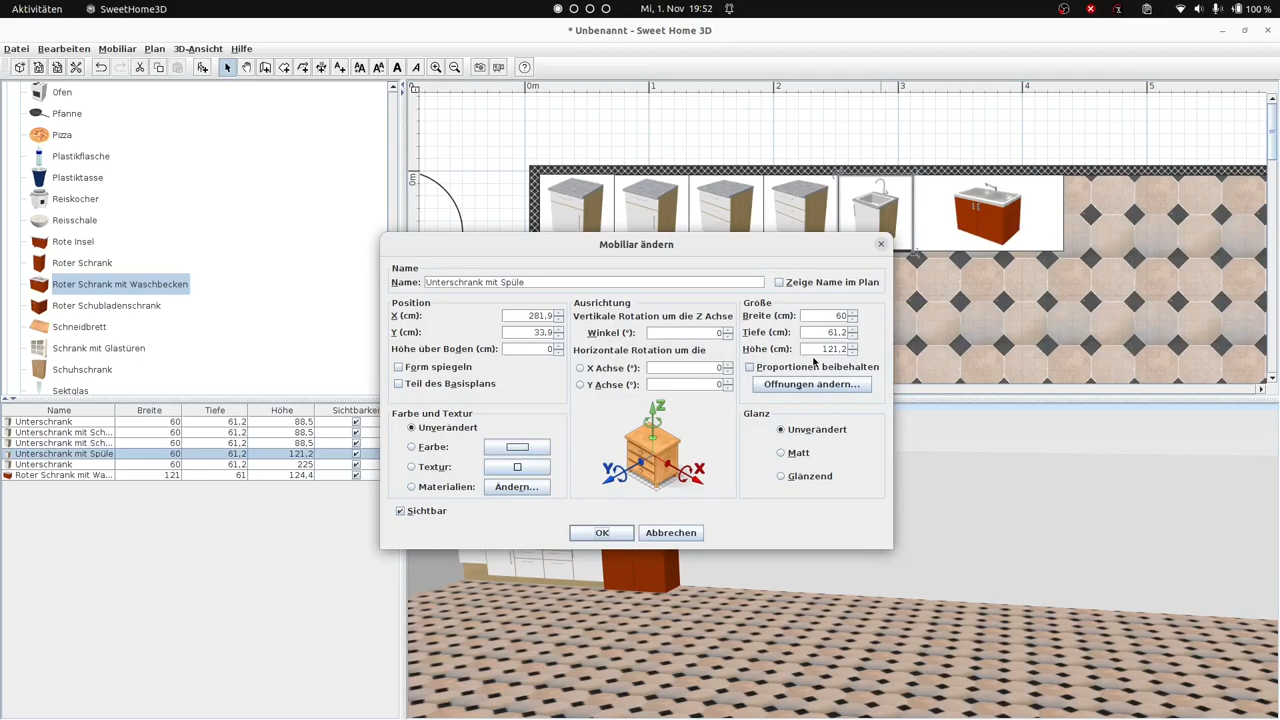 Aktivitäten SweetHome3D Mi, 1. Nov 19:52 100 %
* Unbenannt - Sweet Home 3D
Datei Bearbeiten Mobiliar Plan 3D-Ansicht Hilfe
Ofen
Pfanne
Pizza
Plastikflasche
Plastiktasse
Reiskocher
Reisschale
Rote Insel
Roter Schrank
Roter Schrank mit Waschbecken
Roter Schubladenschrank
Schneidbrett
Schrank mit Glastüren
Schuhschrank
Sektglas
0m 1 2 3 4 5
0m
Mobiliar ändern
Name
Name: Unterschrank mit Spüle Zeige Name im Plan
Position
X (cm): 281,9
Y (cm): 33,9
Höhe über Boden (cm): 0
Form spiegeln
Teil des Basisplans
Ausrichtung
Vertikale Rotation um die Z Achse
Winkel (°): 0
Horizontale Rotation um die
X Achse (°): 0
Y Achse (°): 0
Z
Y X
Größe
Breite (cm): 60
Tiefe (cm): 61,2
Höhe (cm): 121,2
Proportionen beibehalten
Öffnungen ändern...
Farbe und Textur
Unverändert
Farbe:
Textur:
Materialien: Ändern...
Glanz
Unverändert
Matt
Glänzend
Sichtbar
OK Abbrechen
Name Breite Tiefe Höhe Sichtbarkei
Unterschrank 60 61,2 88,5
Unterschrank mit Sch... 60 61,2 88,5
Unterschrank mit Sch... 60 61,2 88,5
Unterschrank mit Spüle 60 61,2 121,2
Unterschrank 60 61,2 225
Roter Schrank mit Wa... 121 61 124,4